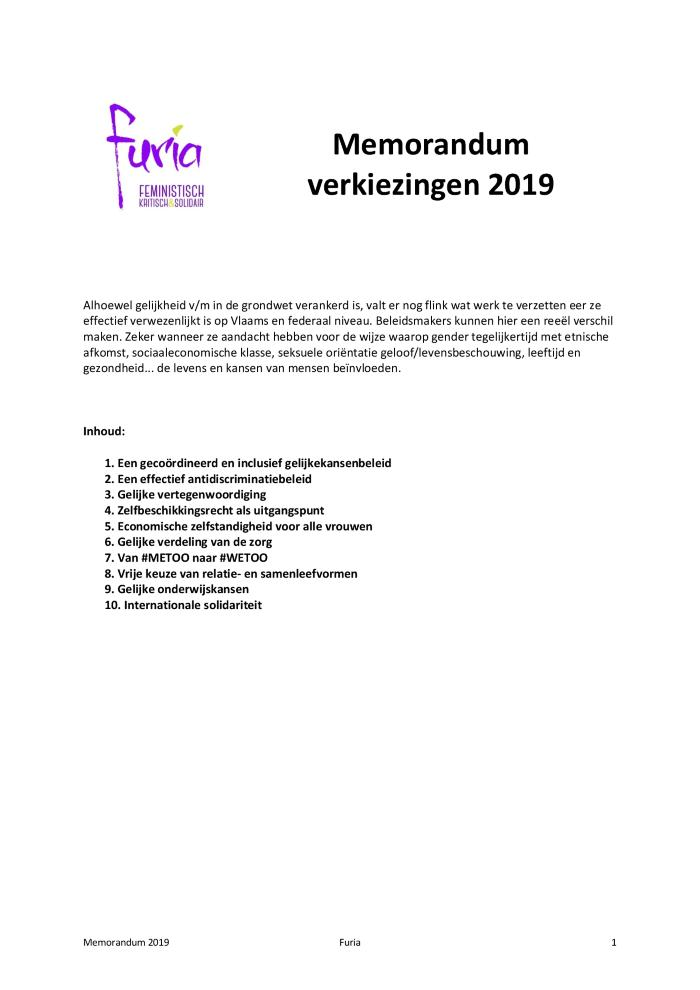 furia
FEMINISTISCH
KRITISCH&SOLIDAIR
Memorandum
verkiezingen 2019
Alhoewel gelijkheid v/m in de grondwet verankerd is, valt er nog flink wat werk te verzetten eer ze
effectief verwezenlijkt is op Vlaams en federaal niveau. Beleidsmakers kunnen hier een reeël verschil
maken. Zeker wanneer ze aandacht hebben voor de wijze waarop gender tegelijkertijd met etnische
afkomst, sociaaleconomische klasse, seksuele oriëntatie geloof/levensbeschouwing, leeftijd en
gezondheid... de levens en kansen van mensen beïnvloeden.
Inhoud:
1. Een gecoördineerd en inclusief gelijkekansenbeleid
2. Een effectief antidiscriminatiebeleid
3. Gelijke vertegenwoordiging
4. Zelfbeschikkingsrecht als uitgangspunt
5. Economische zelfstandigheid voor alle vrouwen
6. Gelijke verdeling van de zorg
7. Van #METOO naar #WETOO
8. Vrije keuze van relatie- en samenleefvormen
9. Gelijke onderwijskansen
10. Internationale solidariteit
Memorandum 2019 Furia 1